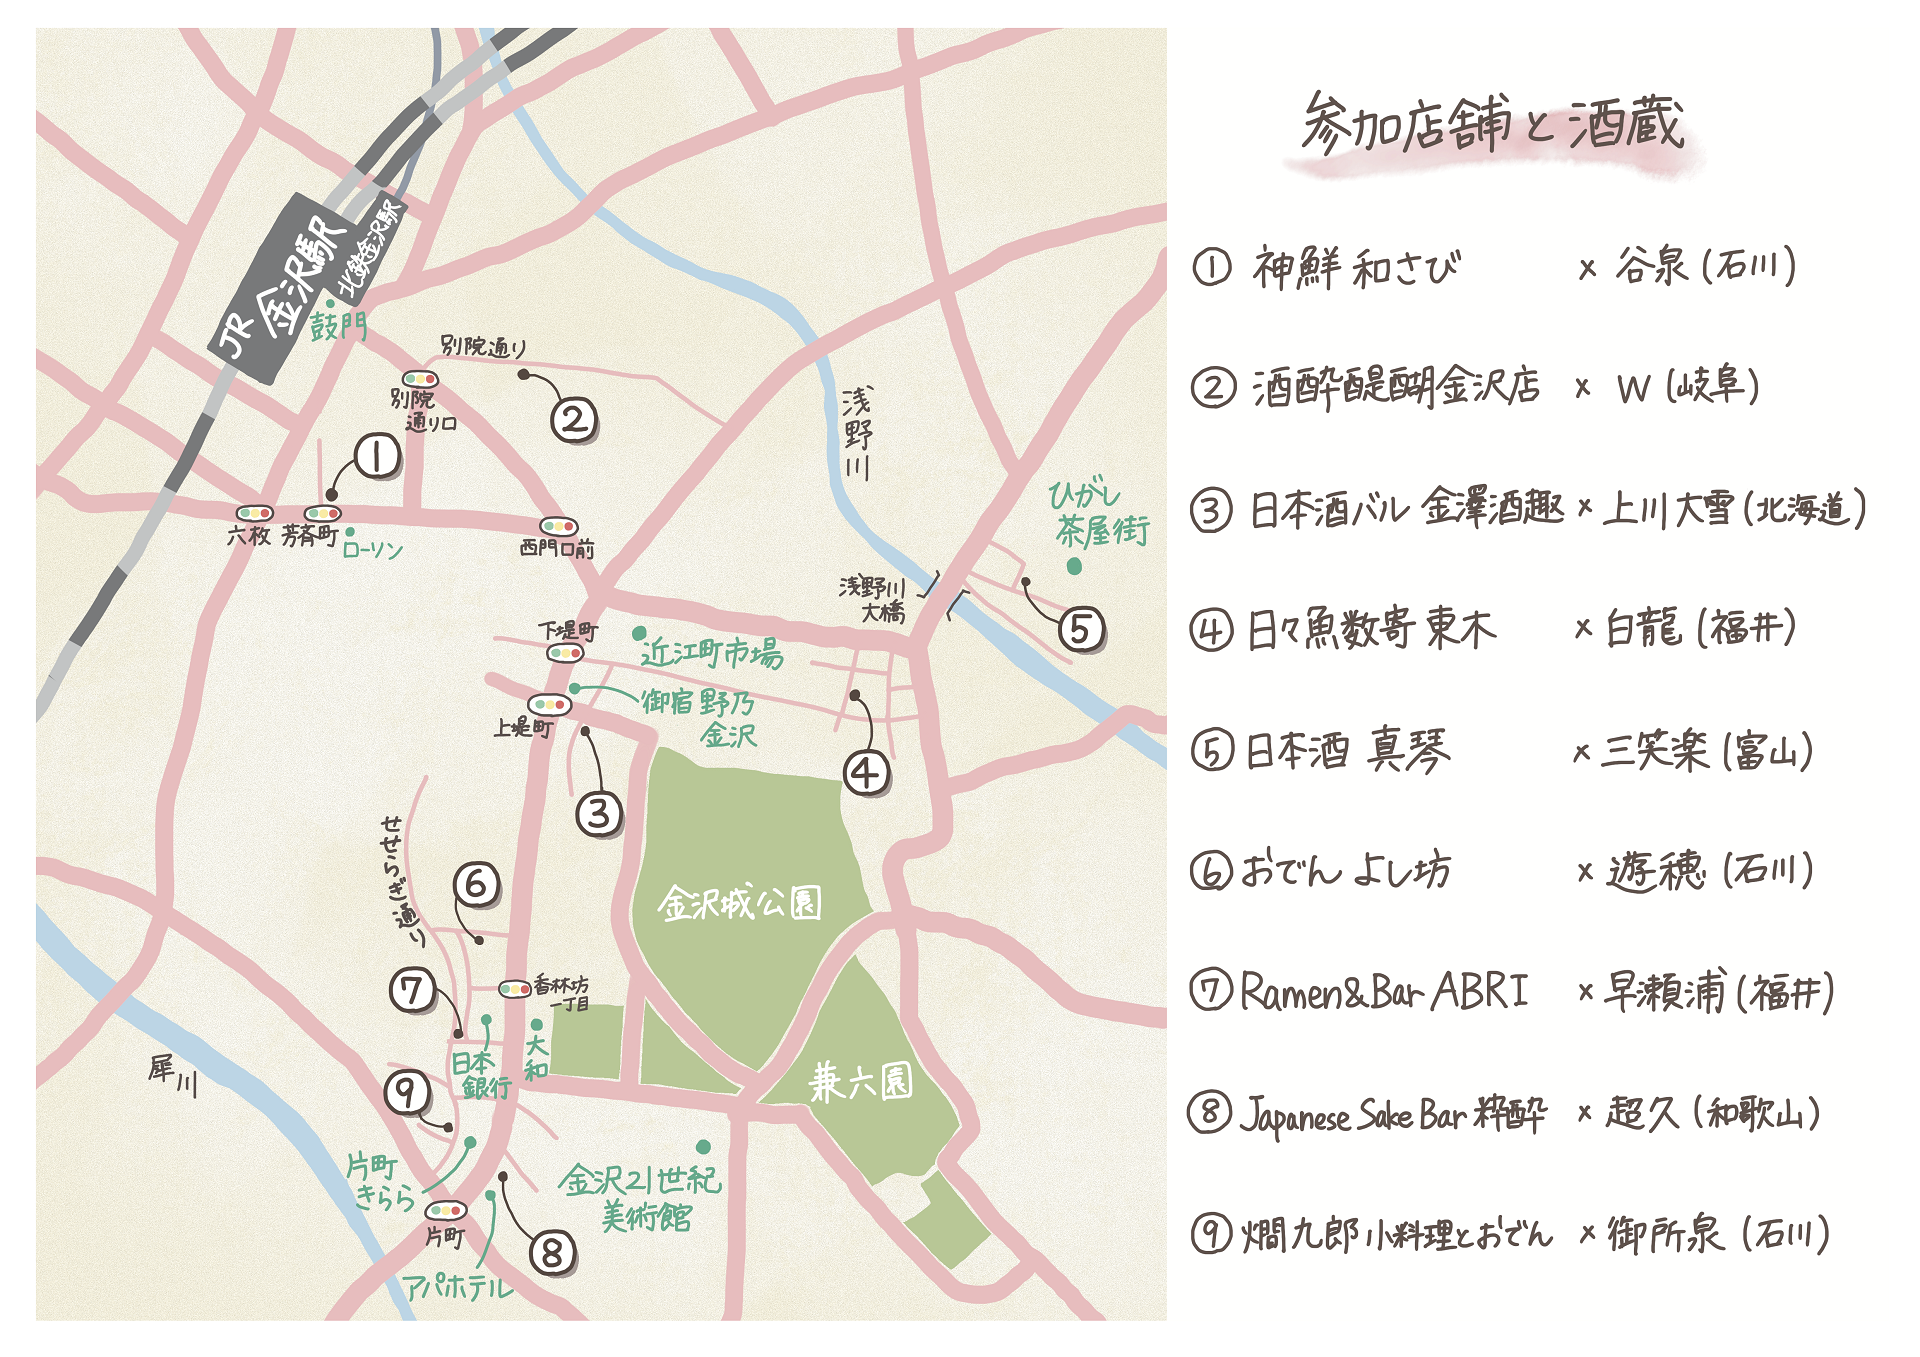 JR
金沢駅
北鉄金沢駅
鼓門
別院通り
別院
通り口
②
①
六枚
芳斉町
ローソン
西門口前
浅野川
ひがし
茶屋街
浅野川
大橋
⑤
下堤町
近江町市場
御宿 野乃
金沢
上堤町
④
③
せせらぎ通り
⑥
金沢城公園
⑦
香林坊
一丁目
犀川
日本
銀行
大和
兼六園
⑨
片町
きらら
金沢21世紀
美術館
片町
⑧
アパホテル
参加店舗と酒蔵
① 神鮮 和さび × 谷泉(石川)
② 酒酔醍醐金沢店 × W(岐阜)
③ 日本酒バル 金澤酒趣 × 上川大雪(北海道)
④ 日々魚数寄 東木 × 白龍(福井)
⑤ 日本酒 真琴 × 三笑楽(富山)
⑥ おでん よし坊 × 遊穂(石川)
⑦ Ramen&Bar ABRI × 早瀬浦(福井)
⑧ Japanese Sake Bar 粋酔 × 超久(和歌山)
⑨ 燗九郎 小料理とおでん × 御所泉(石川)